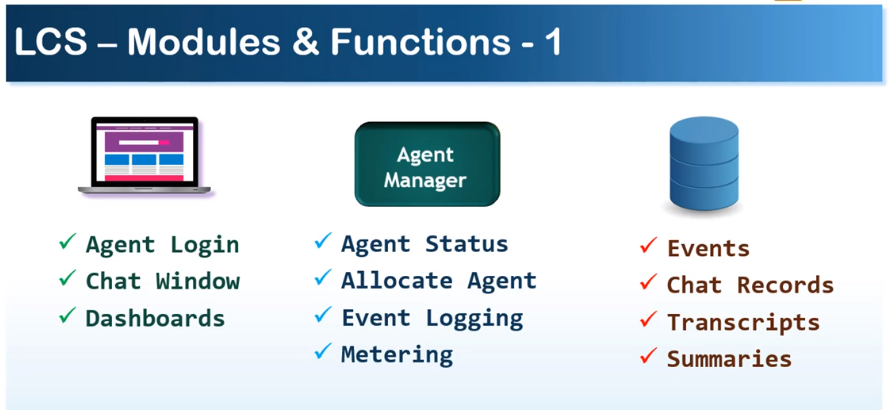 LCS – Modules & Functions - 1
Agent
Manager
✓ Agent Login
✓ Chat Window
✓ Dashboards
✓ Agent Status
✓ Allocate Agent
✓ Event Logging
✓ Metering
✓ Events
✓ Chat Records
✓ Transcripts
✓ Summaries